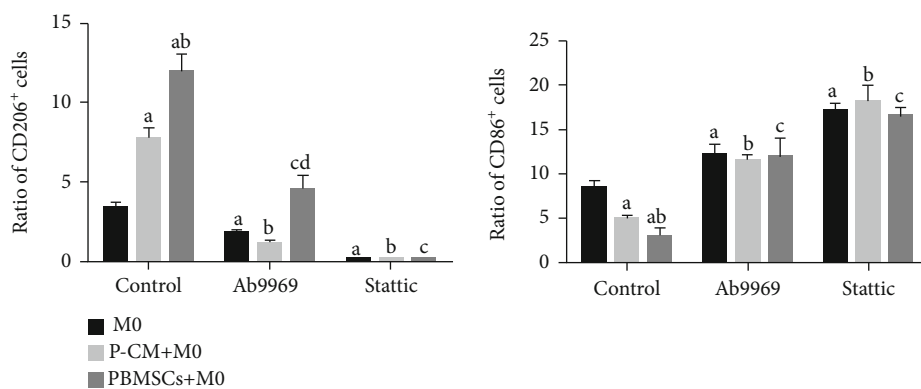 Ratio of CD206+ cells
15
10
5
0
ab
a
a
b
cd
a
b
c
Control
Ab9969
Stattic
M0
P-CM+M0
PBMSCs+M0
Ratio of CD86+ cells
25
20
15
10
5
0
a
ab
a
b
c
a
b
c
Control
Ab9969
Stattic